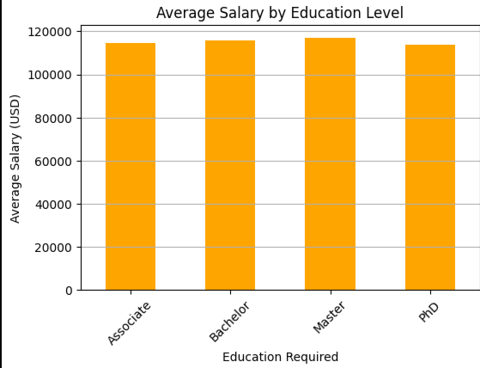 Average Salary by Education Level
120000
100000
80000
60000
40000
20000
0
Average Salary (USD)
Associate
Bachelor
Master
PhD
Education Required